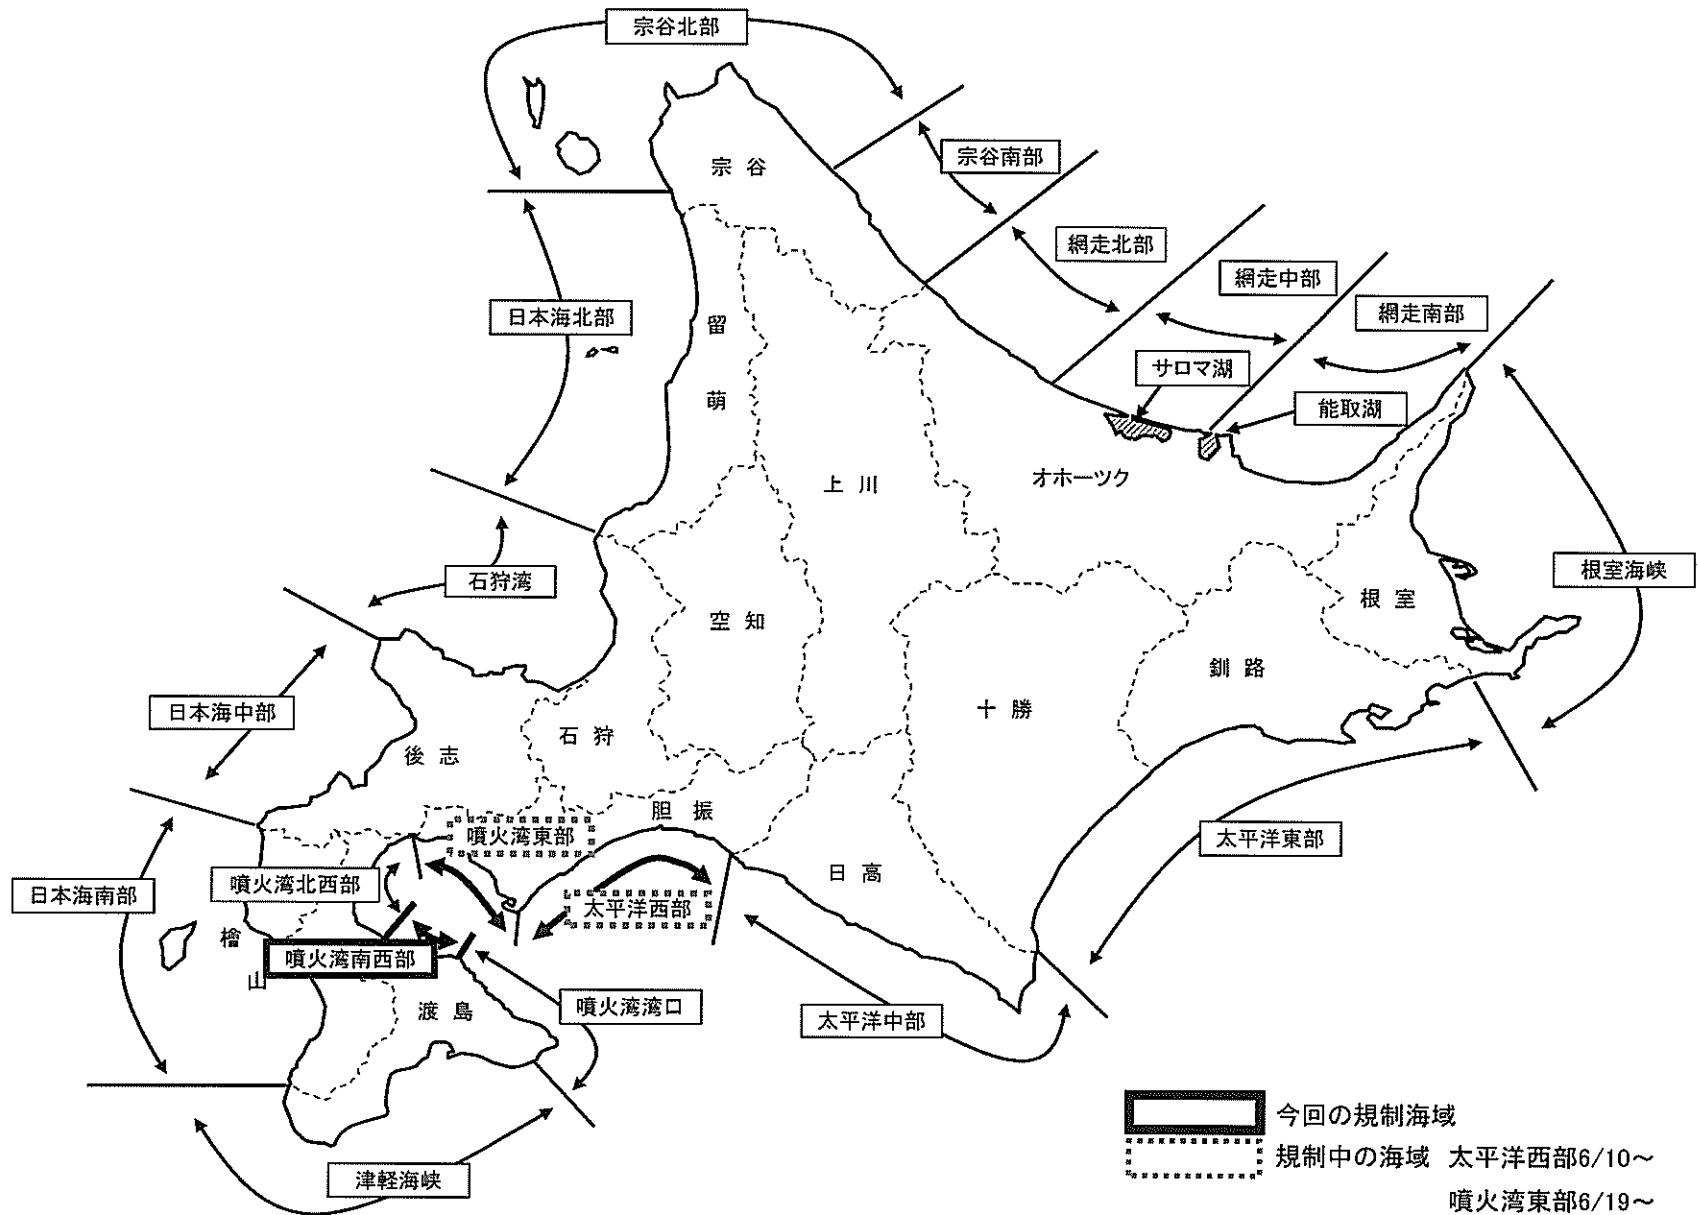 宗谷北部
宗谷南部
宗谷
網走北部
網走中部
網走南部
日本海北部
留萌
サロマ湖
能取湖
上川
オホーツク
石狩湾
空知
根室
根室海峡
釧路
日本海中部
十勝
石狩
後志
胆振
噴火湾東部
太平洋東部
日高
噴火湾北西部
日本海南部
太平洋西部
檜山
噴火湾南西部
渡島
噴火湾湾口
太平洋中部
津軽海峡
今回の規制海域
規制中の海域 太平洋西部6/10～
噴火湾東部6/19～